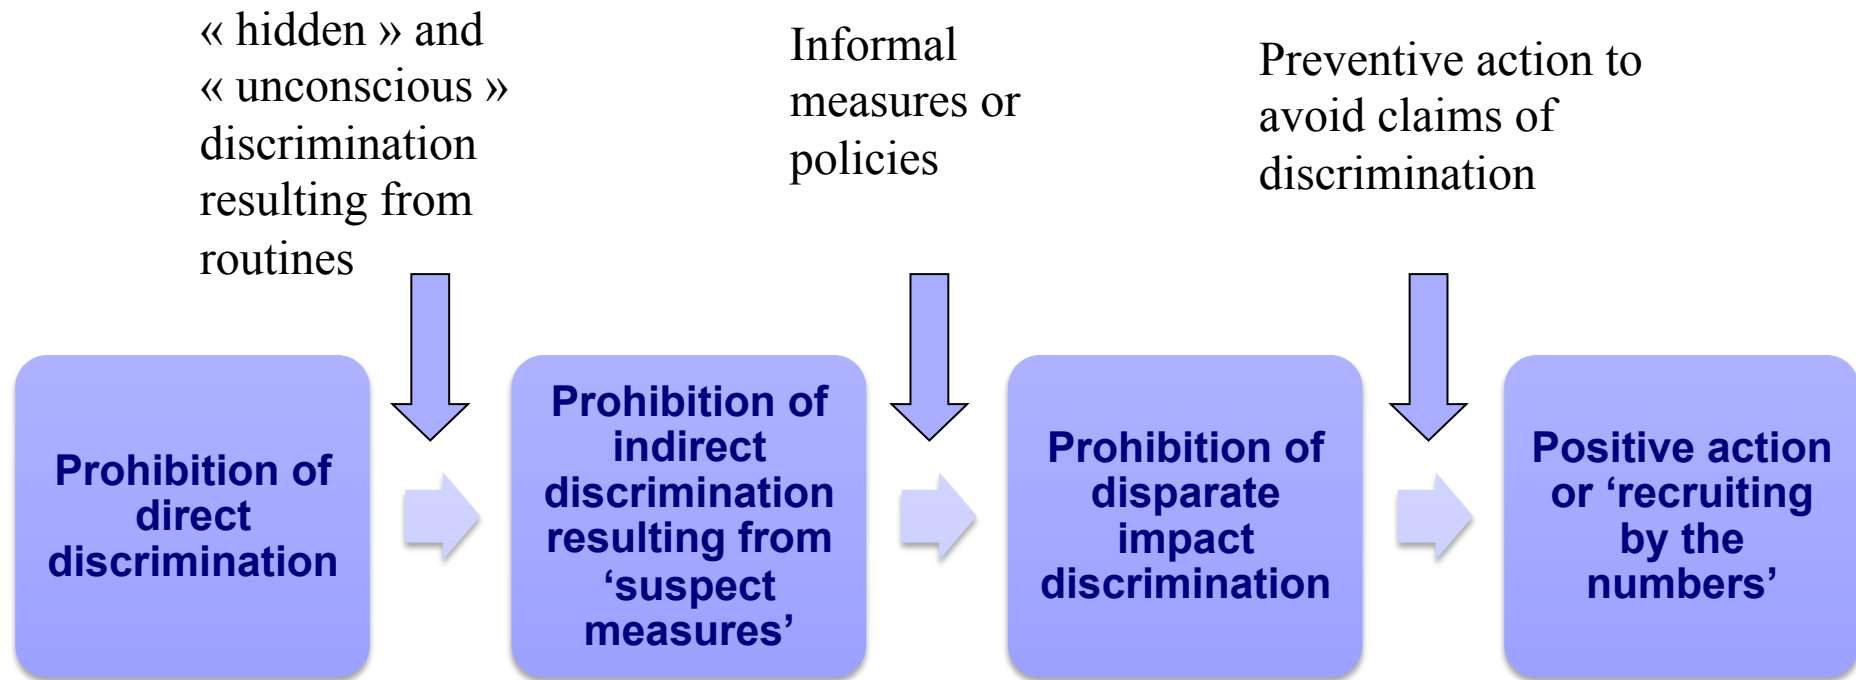 « hidden » and
« unconscious »
discrimination
resulting from
routines
Informal
measures or
policies
Preventive action to
avoid claims of
discrimination
Prohibition of
direct
discrimination
Prohibition of
indirect
discrimination
resulting from
‘suspect
measures’
Prohibition of
disparate
impact
discrimination
Positive action
or ‘recruiting
by the
numbers’